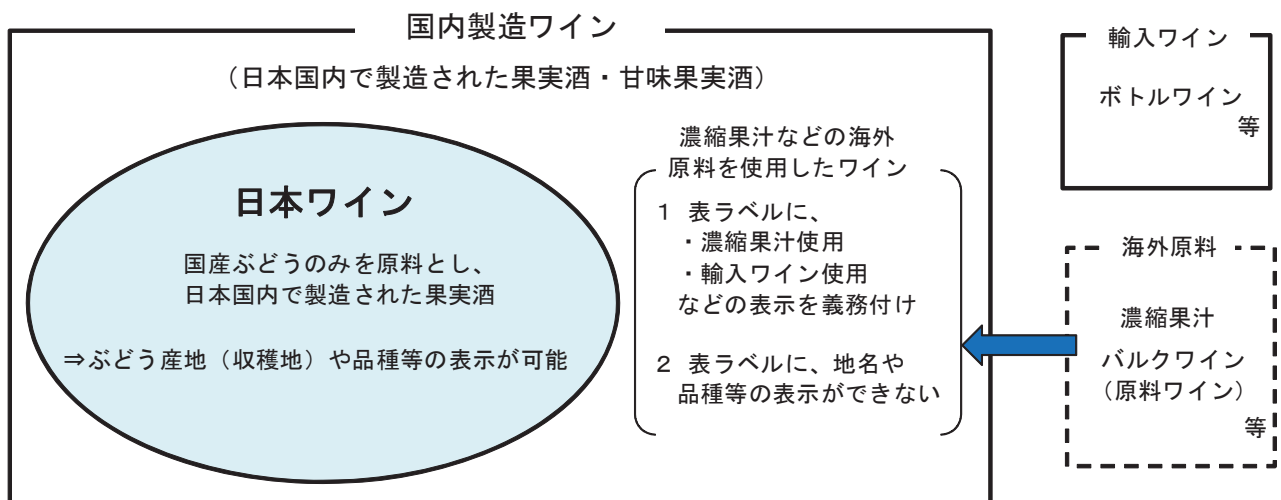 国内製造ワイン
（日本国内で製造された果実酒・甘味果実酒）
日本ワイン
国産ぶどうのみを原料とし、
日本国内で製造された果実酒
⇒ぶどう産地（収穫地）や品種等の表示が可能
濃縮果汁などの海外
原料を使用したワイン
１ 表ラベルに、
・濃縮果汁使用
・輸入ワイン使用
などの表示を義務付け
２ 表ラベルに、地名や
品種等の表示ができない
輸入ワイン
ボトルワイン
等
海外原料
濃縮果汁
バルクワイン
（原料ワイン）
等